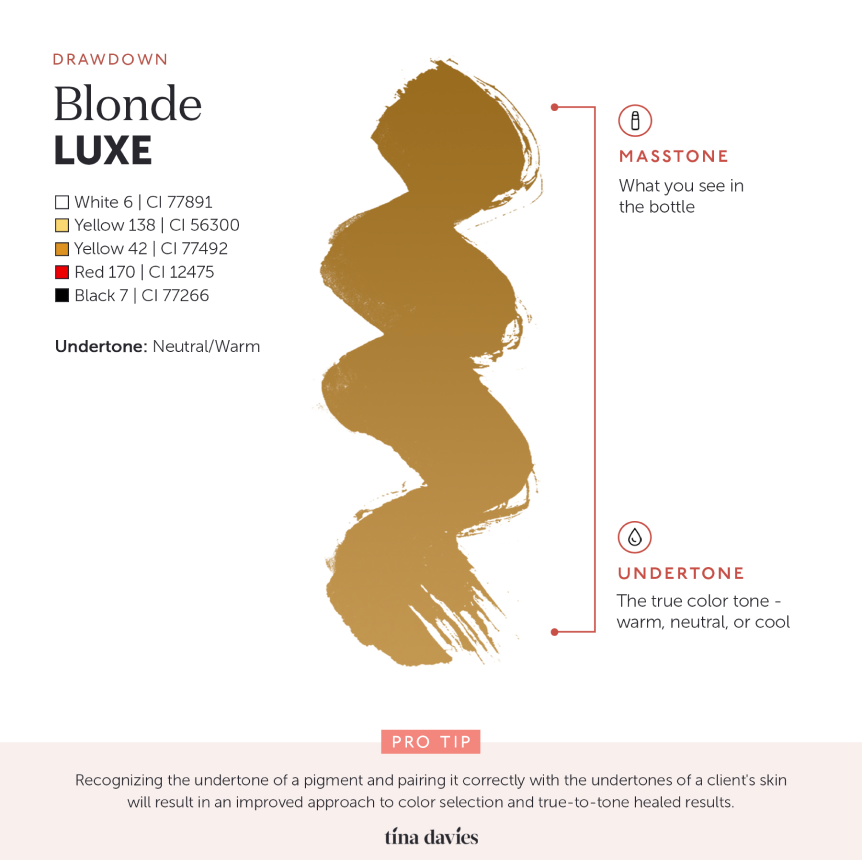 DRAWDOWN
Blonde
LUXE
White 6 | CI 77891
Yellow 138 | CI 56300
Yellow 42 | CI 77492
Red 170 | CI 12475
Black 7 | CI 77266
Undertone: Neutral/Warm
MASSTONE
What you see in
the bottle
UNDERTONE
The true color tone -
warm, neutral, or cool
PRO TIP
Recognizing the undertone of a pigment and pairing it correctly with the undertones of a client's skin
will result in an improved approach to color selection and true-to-tone healed results.
tina davies